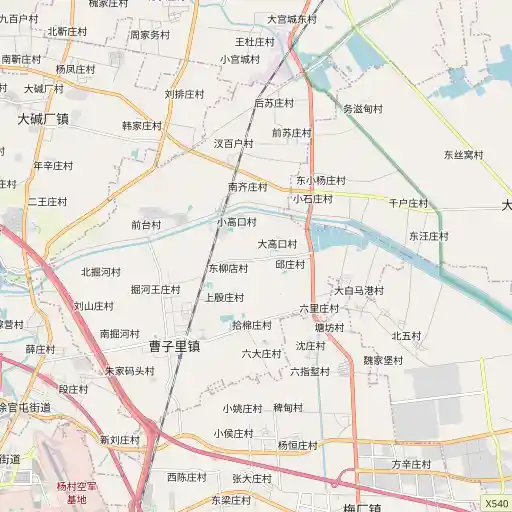 九百户村
槐家庄村
大宫城东村
北靳庄村
周家务村
王杜庄村
南靳庄村
杨凤庄村
小宫城村
大碱厂村
刘排庄村
后苏庄村
务滋甸村
大碱厂镇
韩家庄村
前苏庄村
汊百户村
东丝窝村
年辛庄村
南齐庄村
东小杨庄村
二王庄村
小石庄村
千户庄村
大
前台村
小高口村
东汪庄村
大高口村
北掘河村
东柳店村
邱庄村
掘河王庄村
上殷庄村
大白马港村
刘山庄村
六里庄村
南掘河村
拾棉庄村
塘坊村
北五村
薛庄村
曹子里镇
沈庄村
六大庄村
魏家堡村
朱家码头村
六指堼村
段庄村
徐官屯街道
小姚庄村
稗甸村
新刘庄村
小侯庄村
杨恒庄村
街道
方辛庄村
西陈庄村
张大庄村
杨村空军
基地
东梁庄村
梅厂镇
X540